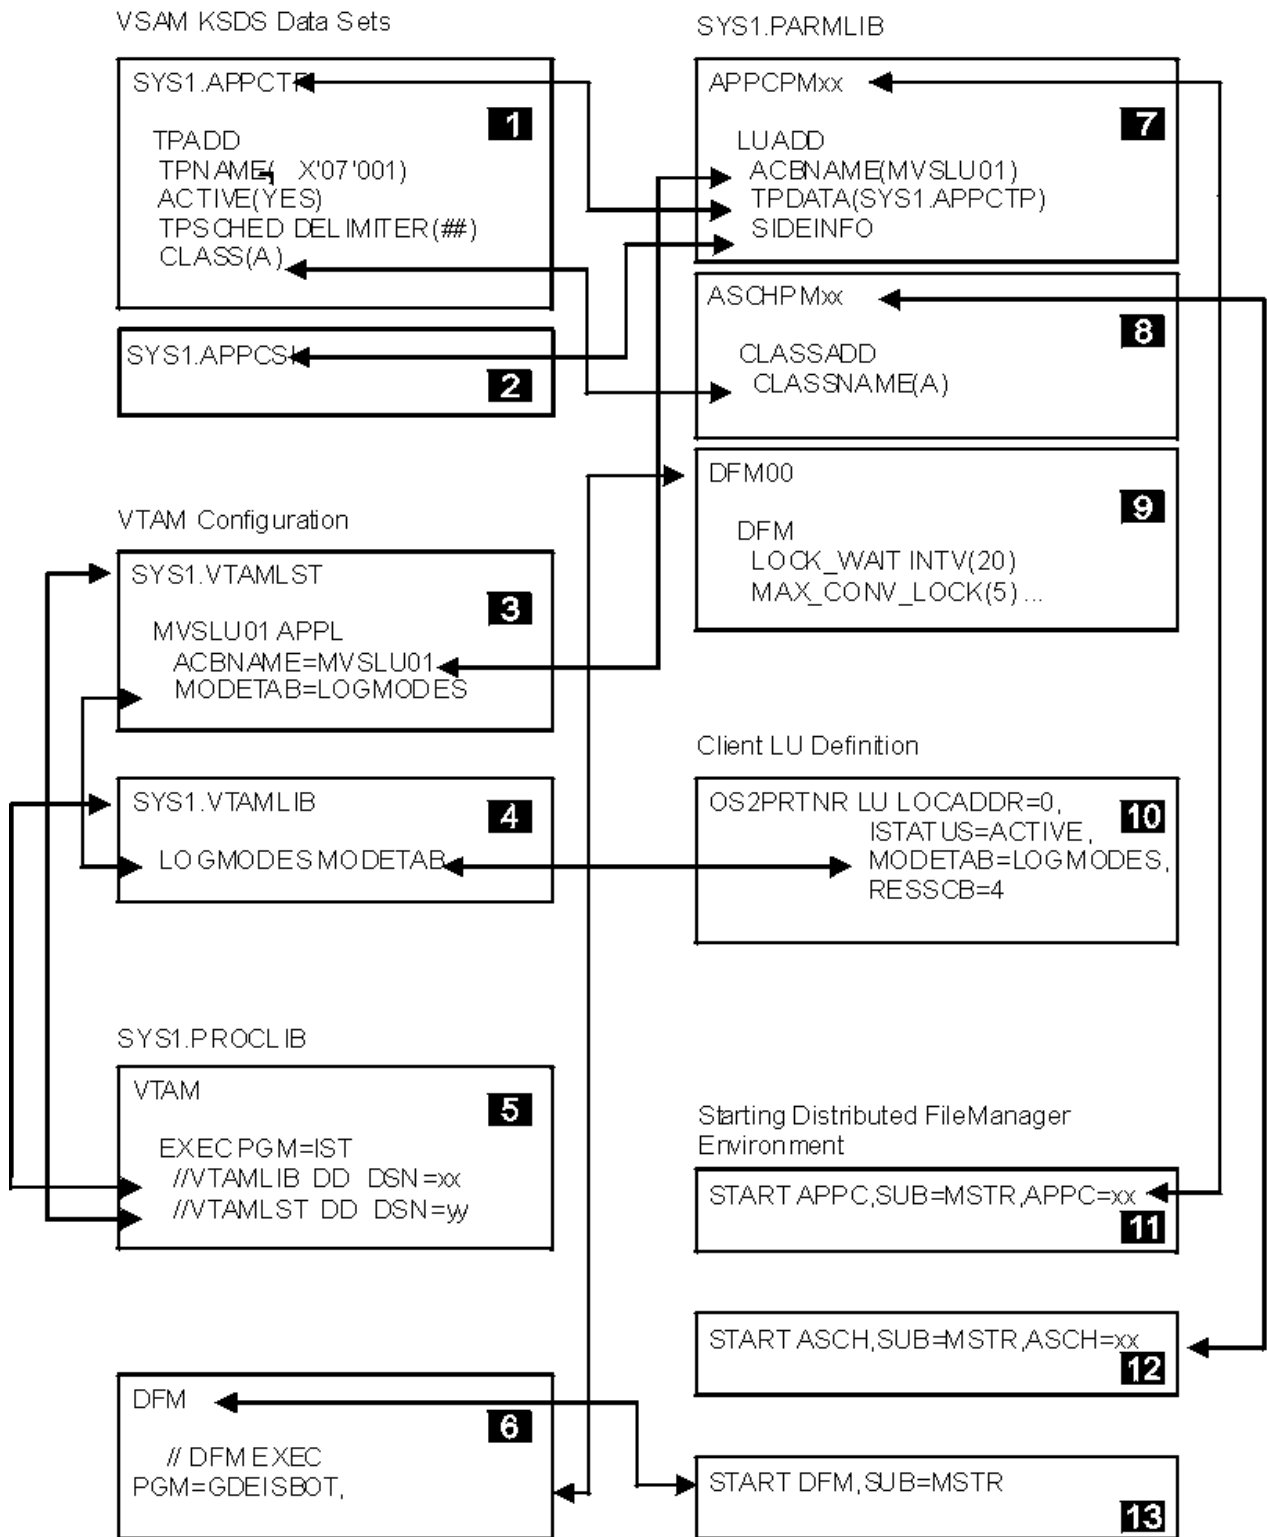 VSAM KSDS Data Sets
SYS1.APPCTP
1
TPADD
TPNAME(¬ X'07'001)
ACTIVE(YES)
TPSCHED DELIMITER(##)
CLASS(A)
SYS1.APPCSI
2
VTAM Configuration
SYS1.VTAMLST
3
MVSLU01 APPL
ACBNAME=MVSLU01
MODETAB=LOGMODES
SYS1.VTAMLIB
4
LOGMODES MODETAB
SYS1.PROCLIB
VTAM
5
EXEC PGM=IST
//VTAMLIB DD DSN=xx
//VTAMLST DD DSN=yy
DFM
6
// DFM EXEC
PGM=GDEISBOT,
SYS1.PARMLIB
APPCPMxx
7
LUADD
ACBNAME(MVSLU01)
TPDATA(SYS1.APPCTP)
SIDEINFO
ASCHPMxx
8
CLASSADD
CLASSNAME(A)
DFM00
9
DFM
LOCK_WAIT INTV(20)
MAX_CONV_LOCK(5)...
Client LU Definition
OS2PRTNR LU LOCADDR=0,
10
ISTATUS=ACTIVE,
MODETAB=LOGMODES,
RESSCB=4
Starting Distributed FileManager
Environment
START APPC,SUB=MSTR,APPC=xx
11
START ASCH,SUB=MSTR,ASCH=xx
12
START DFM,SUB=MSTR
13